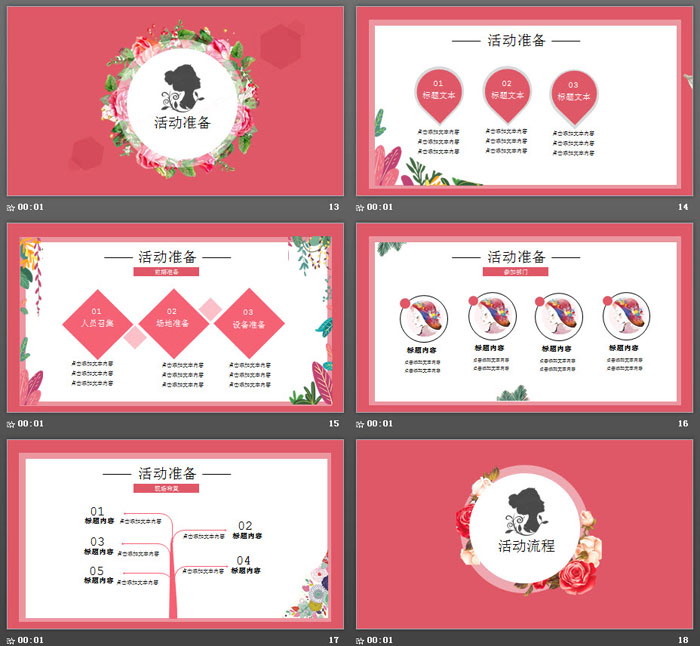 活动准备
00:01
13
活动准备
01
标题文本
02
标题文本
03
标题文本
点击添加文本内容
点击添加文本内容
点击添加文本内容
点击添加文本内容
点击添加文本内容
点击添加文本内容
点击添加文本内容
点击添加文本内容
点击添加文本内容
00:01
14
活动准备
前期准备
01
人员召集
02
场地准备
03
设备准备
点击添加文本内容
点击添加文本内容
点击添加文本内容
点击添加文本内容
点击添加文本内容
点击添加文本内容
点击添加文本内容
点击添加文本内容
点击添加文本内容
00:01
15
活动准备
参加部门
标题内容
点击添加文本内容
点击添加文本内容
标题内容
点击添加文本内容
点击添加文本内容
标题内容
点击添加文本内容
点击添加文本内容
标题内容
点击添加文本内容
点击添加文本内容
00:01
16
活动准备
01
标题内容
点击添加文本内容
02
标题内容
点击添加文本内容
03
标题内容
点击添加文本内容
04
标题内容
点击添加文本内容
05
标题内容
点击添加文本内容
00:01
17
活动流程
00:01
18